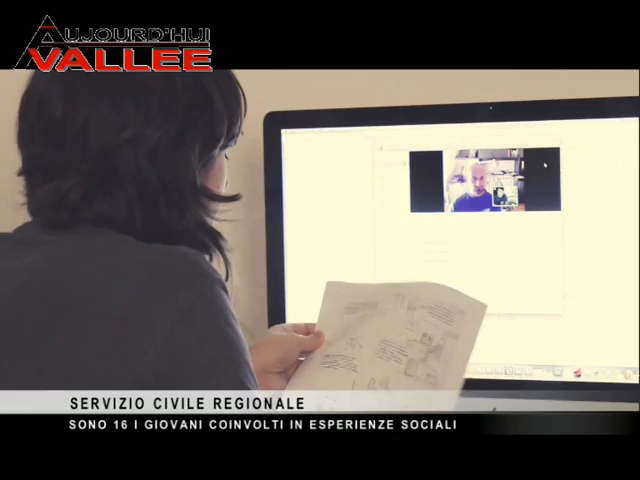 AUJOURD'HUI
VALLEE
SERVIZIO CIVILE REGIONALE
SONO 16 I GIOVANI COINVOLTI IN ESPERIENZE SOCIALI